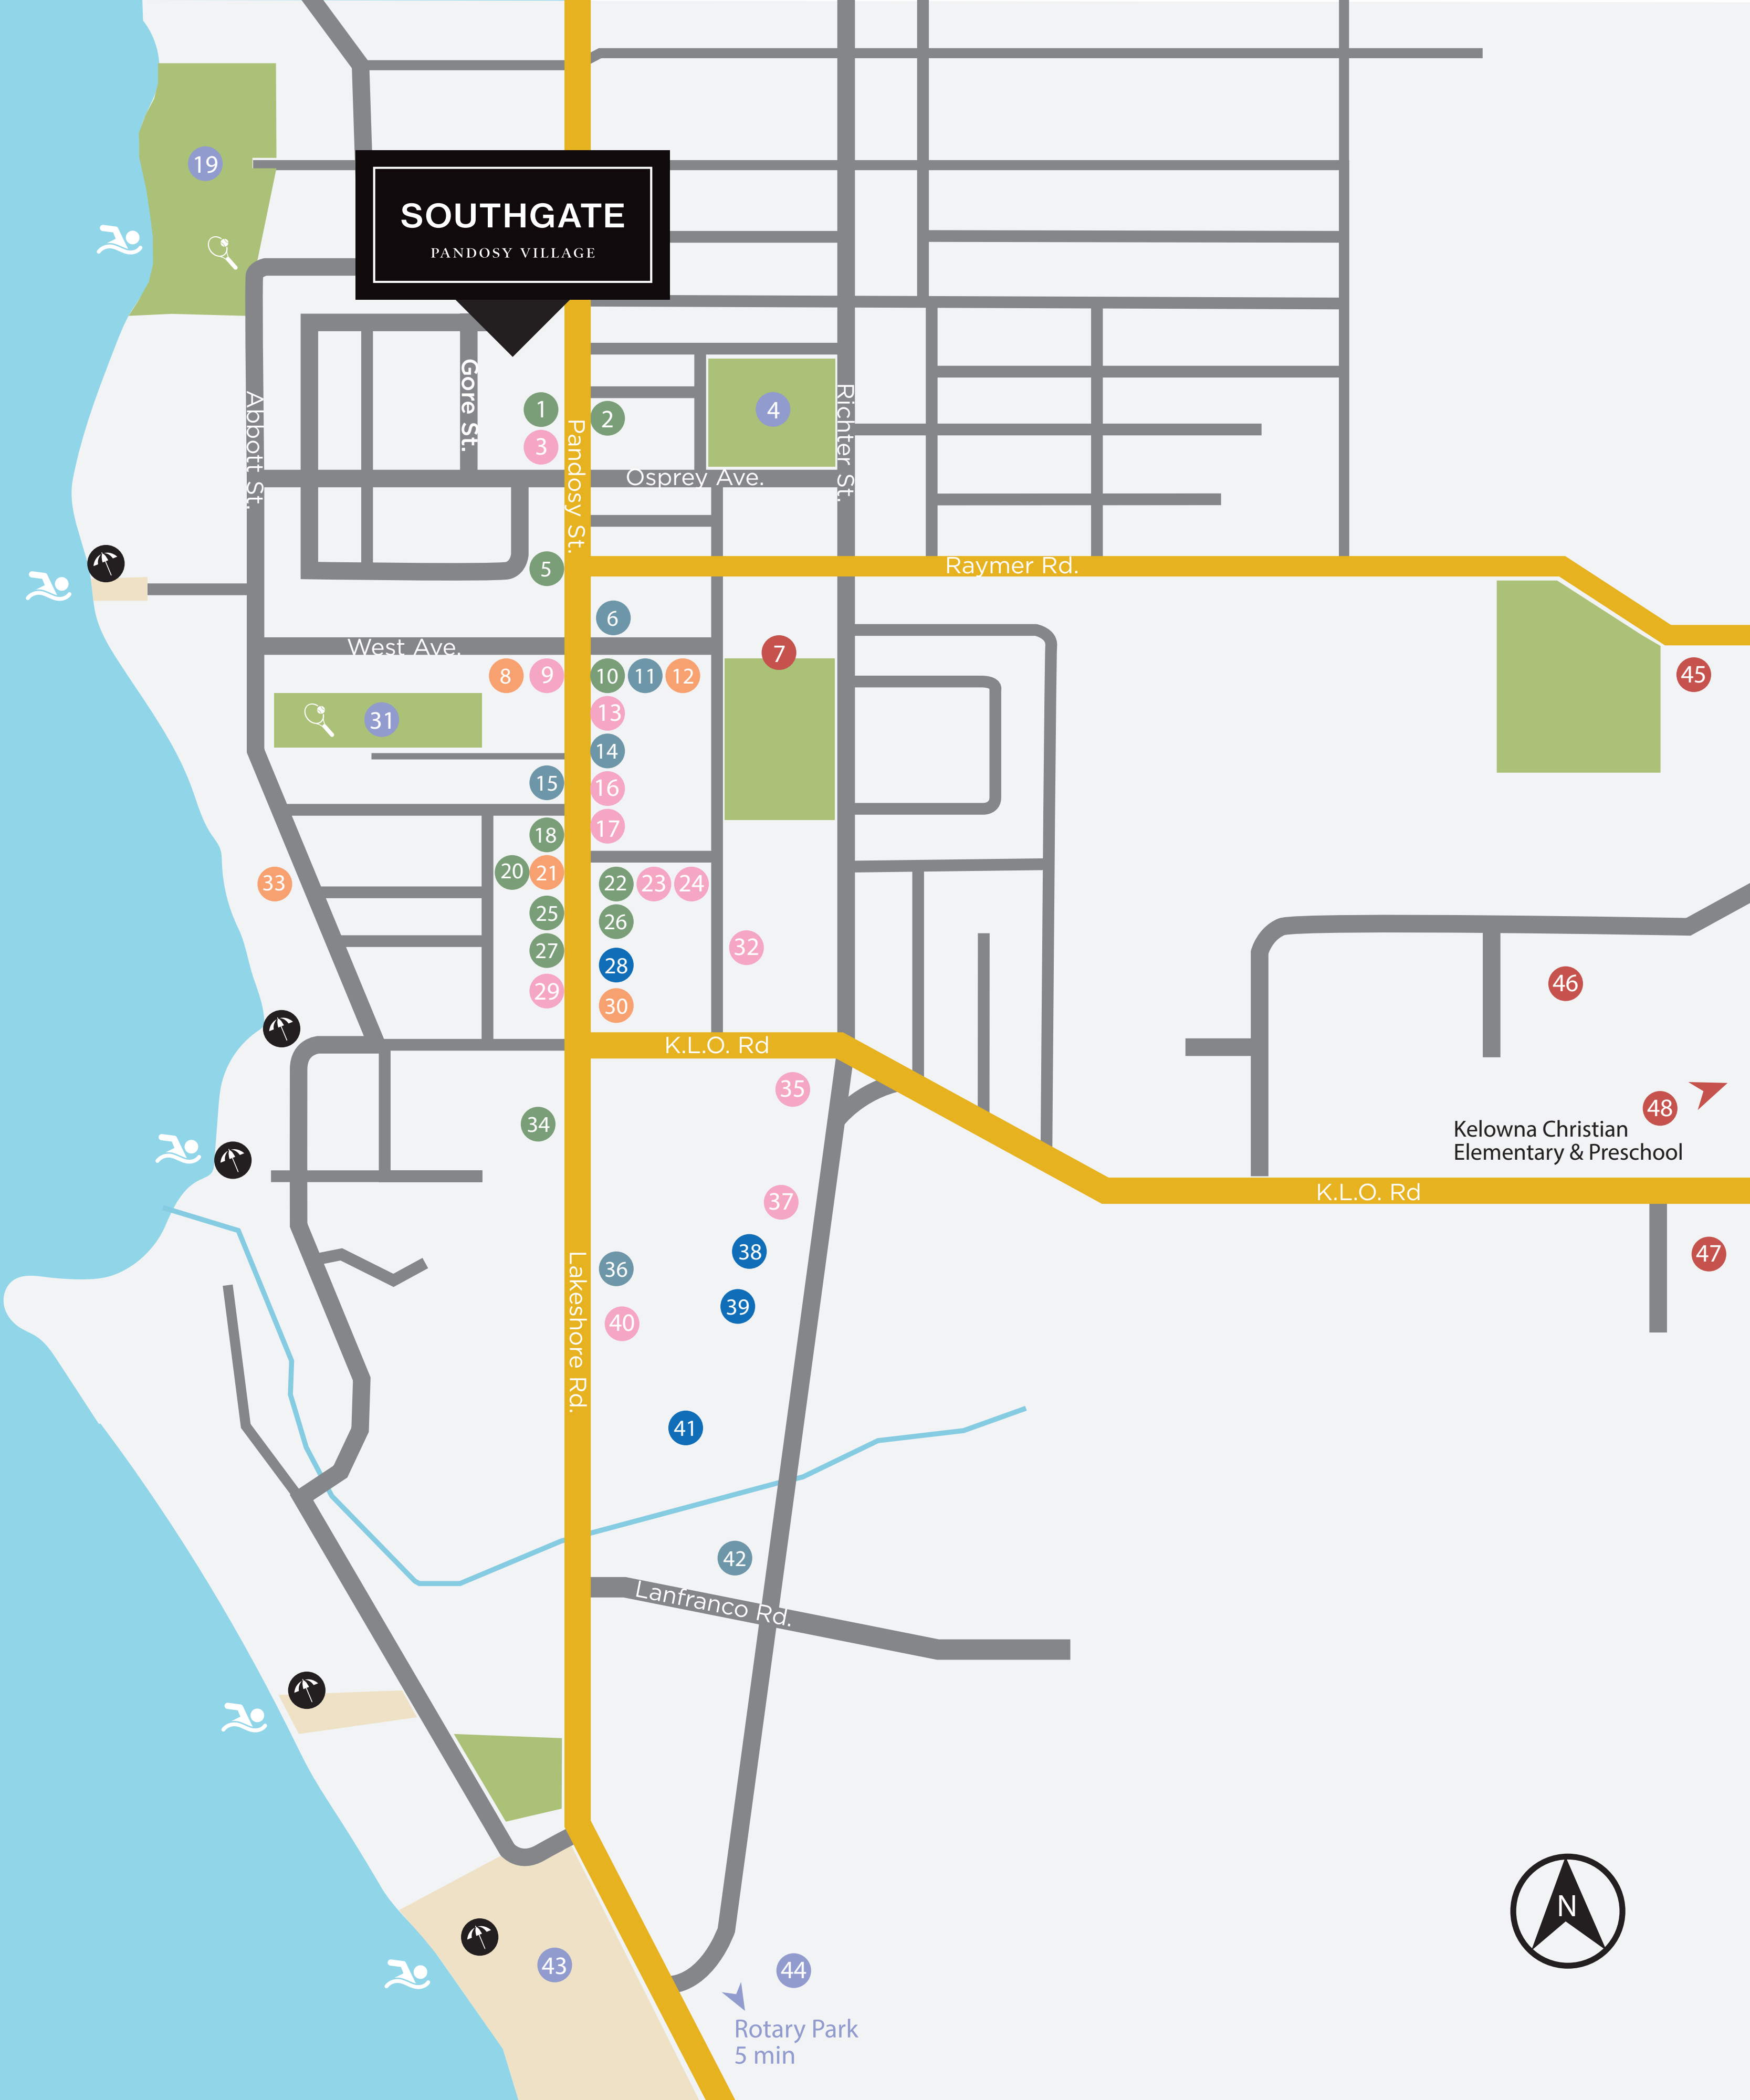 19
SOUTHGATE
PANDOSY VILLAGE
Gore St.
Abbott St.
Richter St.
1
2
4
3
Pandosy St.
Osprey Ave.
5
Raymer Rd.
6
West Ave.
7
8
9
10
11
12
45
13
31
14
15
16
17
18
20
21
33
22
23
24
25
26
27
32
28
46
29
30
K.L.O. Rd
35
48
34
Kelowna Christian
Elementary & Preschool
K.L.O. Rd
37
38
47
36
Lakeshore Rd.
39
40
41
42
Lanfranco Rd.
N
43
44
Rotary Park
5 min